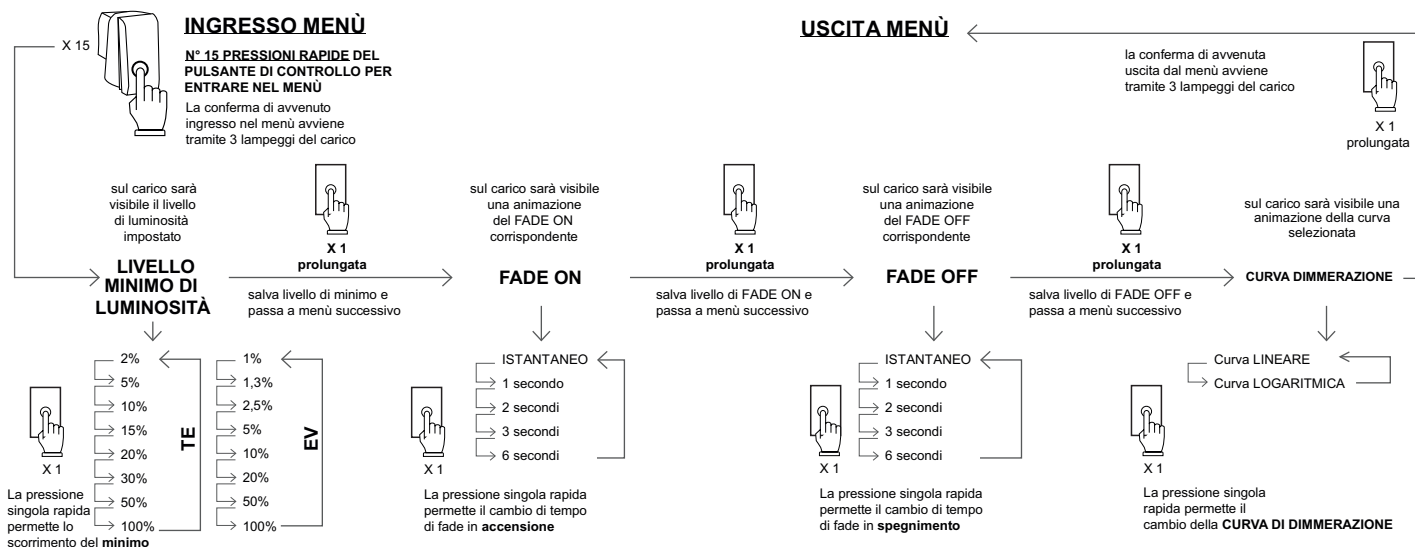 X 15
INGRESSO MENÙ
N° 15 PRESSIONI RAPIDE DEL
PULSANTE DI CONTROLLO PER
ENTRARE NEL MENÙ
La conferma di avvenuto
ingresso nel menù avviene
tramite 3 lampeggi del carico
USCITA MENÙ
la conferma di avvenuta
uscita dal menù avviene
tramite 3 lampeggi del carico
X 1
prolungata
sul carico sarà
visibile il livello
di luminosità
impostato
LIVELLO
MINIMO DI
LUMINOSITÀ
X 1
prolungata
salva livello di minimo e
passa a menù successivo
sul carico sarà visibile
una animazione
del FADE ON
corrispondente
FADE ON
X 1
prolungata
salva livello di FADE ON e
passa a menù successivo
sul carico sarà visibile
una animazione
del FADE OFF
corrispondente
FADE OFF
X 1
prolungata
salva livello di FADE OFF e
passa a menù successivo
sul carico sarà visibile una
animazione della curva
selezionata
CURVA DIMMERAZIONE
2%
5%
10%
15%
20%
30%
50%
100%
TE
1%
1,3%
2,5%
5%
10%
20%
50%
100%
EV
X 1
La pressione
singola rapida
permette lo
scorrimento del minimo
ISTANTANEO
1 secondo
2 secondi
3 secondi
6 secondi
X 1
La pressione singola rapida
permette il cambio di tempo
di fade in accensione
ISTANTANEO
1 secondo
2 secondi
3 secondi
6 secondi
X 1
La pressione singola rapida
permette il cambio di tempo
di fade in spegnimento
Curva LINEARE
Curva LOGARITMICA
X 1
La pressione singola
rapida permette il
cambio della CURVA DI DIMMERAZIONE